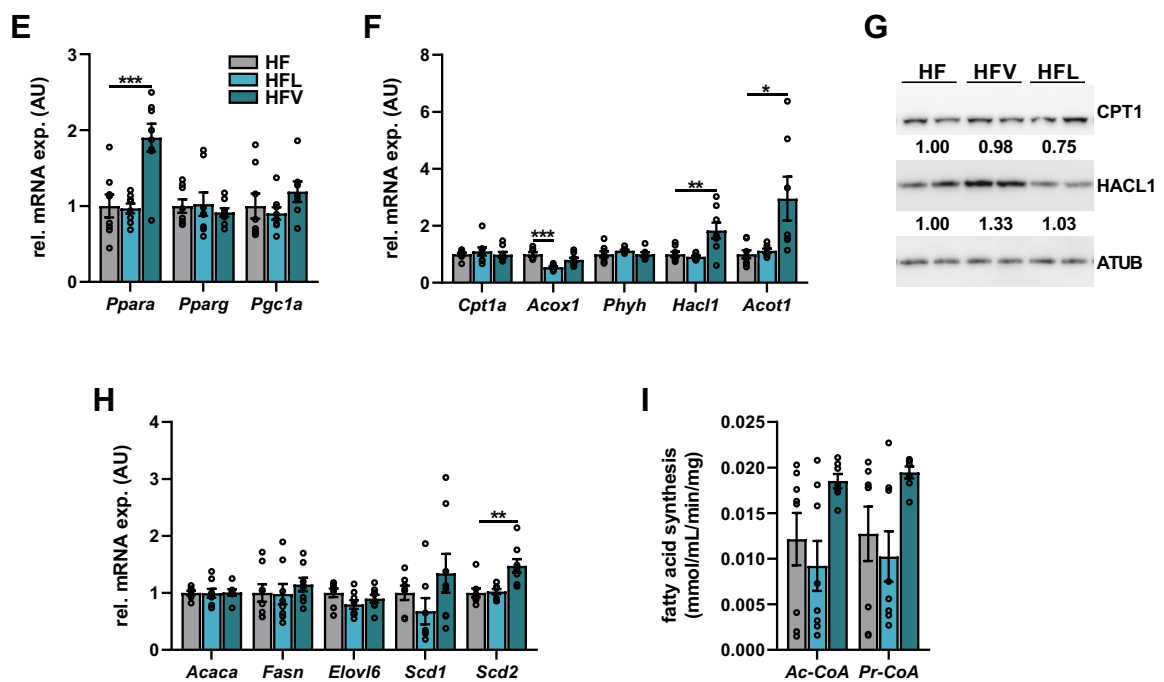 E
rel. mRNA exp. (AU)
3
2
1
0
***
HF
HFL
HFV
Ppara
Pparg
Pgc1a
F
rel. mRNA exp. (AU)
8
6
4
2
0
***
**
*
Cpt1a
Acox1
Phyh
Hacl1
Acot1
G
HF HFV HFL
CPT1
1.00 0.98 0.75
HACL1
1.00 1.33 1.03
ATUB
H
rel. mRNA exp. (AU)
4
3
2
1
0
**
Acaca
Fasn
Elovl6
Scd1
Scd2
I
fatty acid synthesis
(mmol/mL/min/mg)
0.025
0.020
0.015
0.010
0.005
0.000
Ac-CoA
Pr-CoA